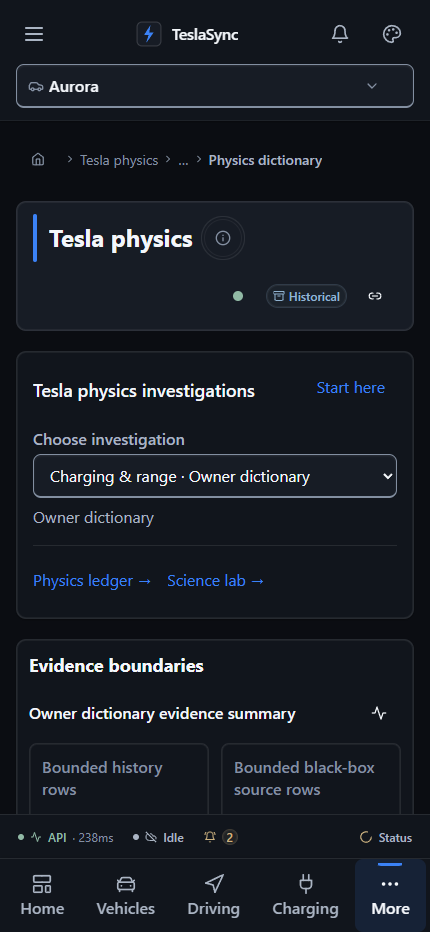 TeslaSync
Aurora
Tesla physics
...
Physics dictionary
Tesla physics
Historical
Tesla physics investigations
Start here
Choose investigation
Charging & range · Owner dictionary
Owner dictionary
Physics ledger →
Science lab →
Evidence boundaries
Owner dictionary evidence summary
Bounded history
rows
Bounded black-box
source rows
API · 238ms
Idle
2
Status
Home
Vehicles
Driving
Charging
More